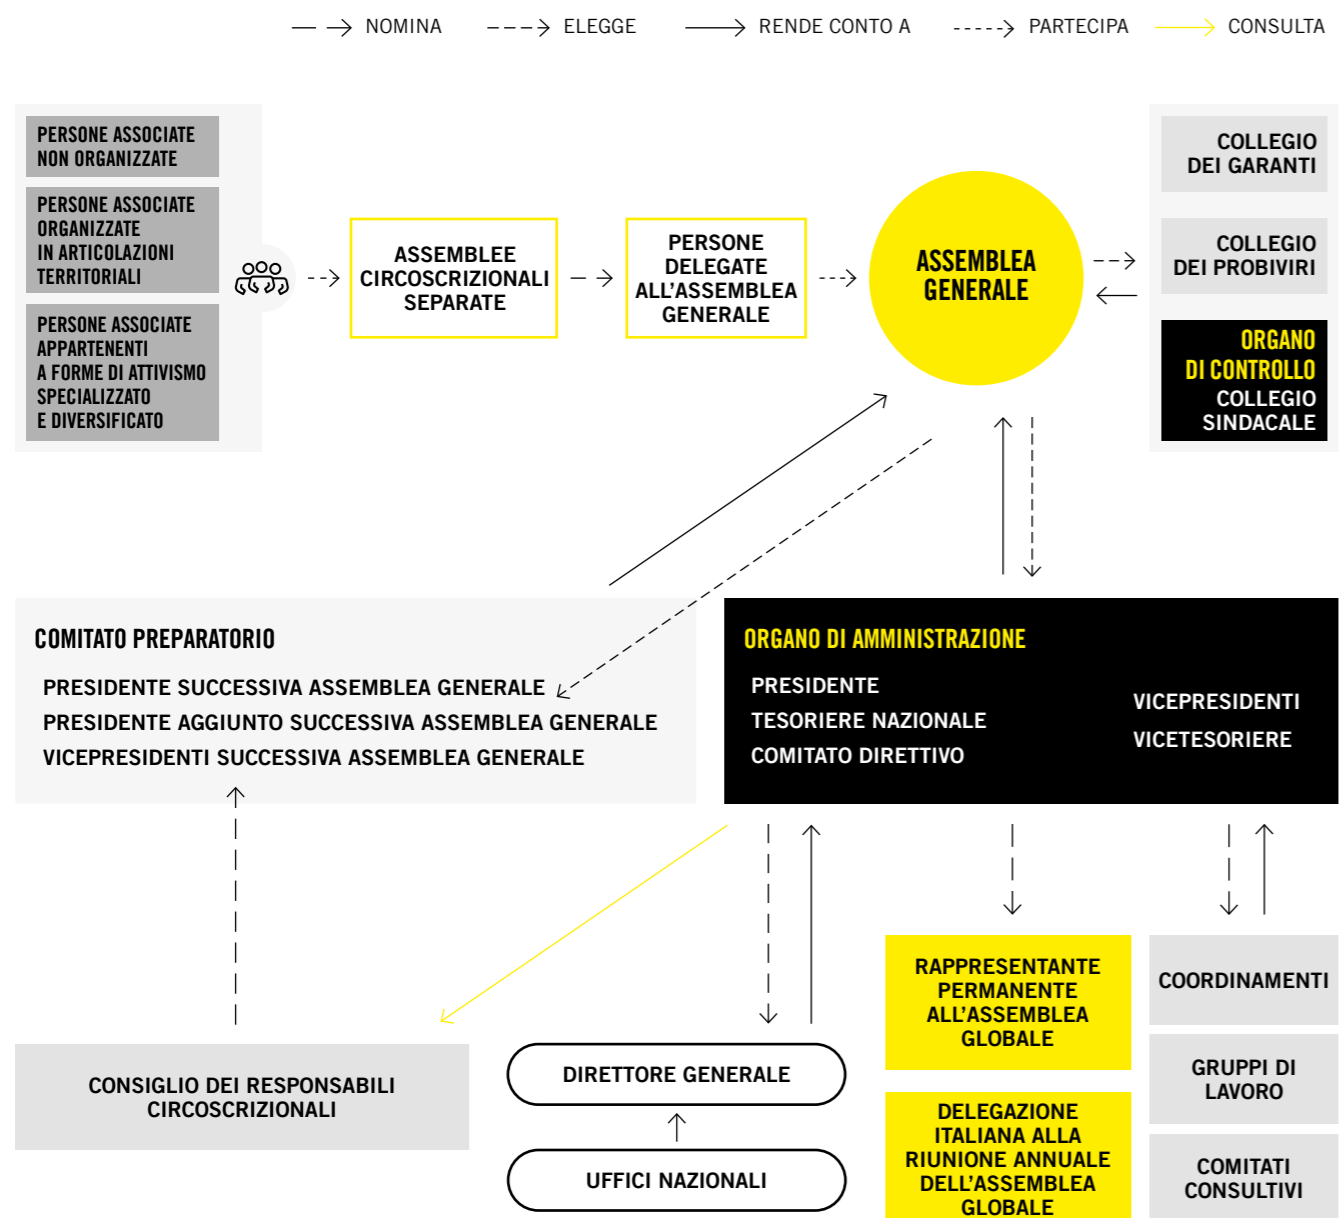 NOMINA
ELEGGE
RENDE CONTO A
PARTECIPA
CONSULTA
PERSONE ASSOCIATE
NON ORGANIZZATE
PERSONE ASSOCIATE
ORGANIZZATE
IN ARTICOLAZIONI
TERRITORIALI
PERSONE ASSOCIATE
APPARTENENTI
A FORME DI ATTIVISMO
SPECIALIZZATO
E DIVERSIFICATO
ASSEMBLEE
CIRCOSCRIZIONALI
SEPARATE
PERSONE
DELEGATE
ALL'ASSEMBLEA
GENERALE
ASSEMBLEA
GENERALE
COLLEGIO
DEI GARANTI
COLLEGIO
DEI PROBIVIRI
ORGANO
DI CONTROLLO
COLLEGIO
SINDACALE
COMITATO PREPARATORIO
PRESIDENTE SUCCESSIVA ASSEMBLEA GENERALE
PRESIDENTE AGGIUNTO SUCCESSIVA ASSEMBLEA GENERALE
VICEPRESIDENTI SUCCESSIVA ASSEMBLEA GENERALE
ORGANO DI AMMINISTRAZIONE
PRESIDENTE
TESORIERE NAZIONALE
COMITATO DIRETTIVO
VICEPRESIDENTI
VICETESORIERE
CONSIGLIO DEI RESPONSABILI
CIRCOSCRIZIONALI
DIRETTORE GENERALE
UFFICI NAZIONALI
RAPPRESENTANTE
PERMANENTE
ALL'ASSEMBLEA
GLOBALE
DELEGAZIONE
ITALIANA ALLA
RIUNIONE ANNUALE
DELL'ASSEMBLEA
GLOBALE
COORDINAMENTI
GRUPPI DI
LAVORO
COMITATI
CONSULTIVI